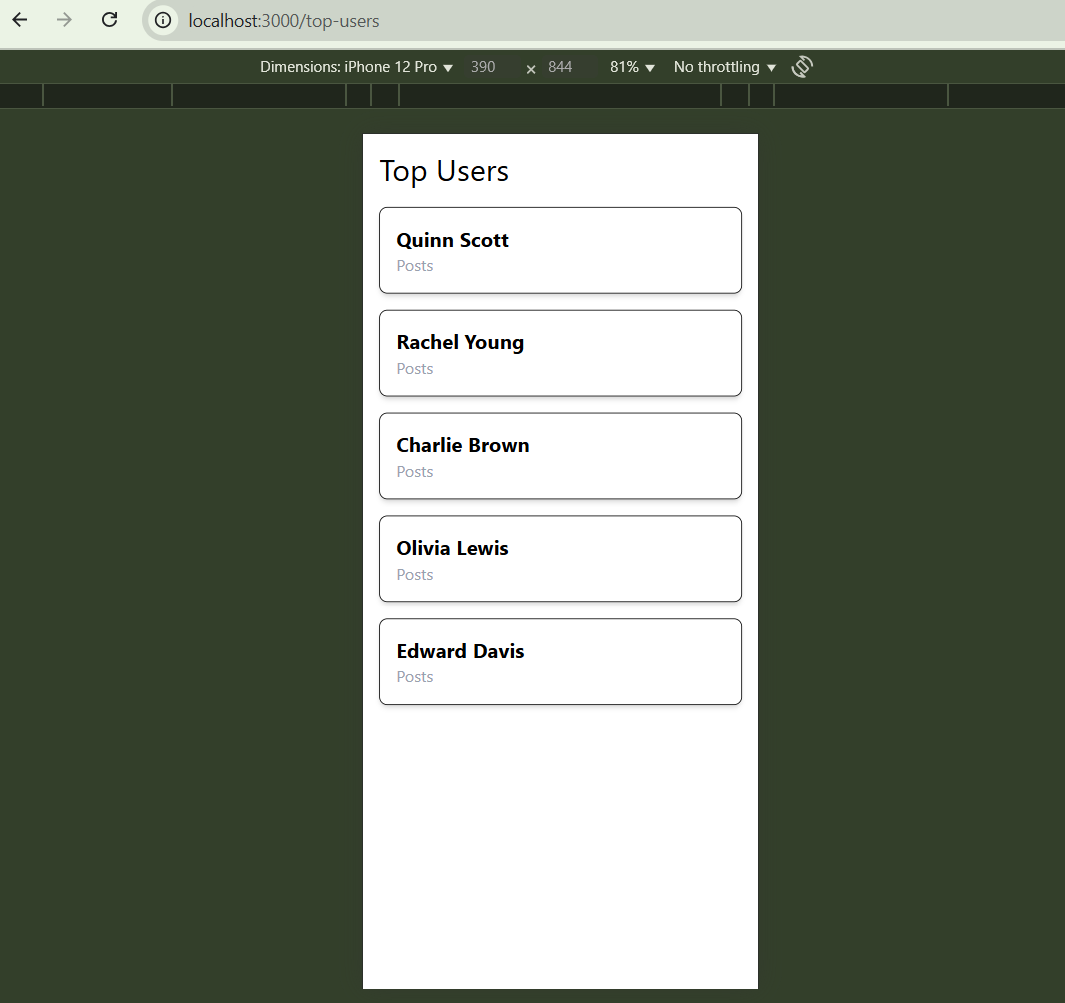 localhost:3000/top-users
Dimensions: iPhone 12 Pro ▼ 390 × 844 81% ▼ No throttling ▼
Top Users
Quinn Scott
Posts
Rachel Young
Posts
Charlie Brown
Posts
Olivia Lewis
Posts
Edward Davis
Posts